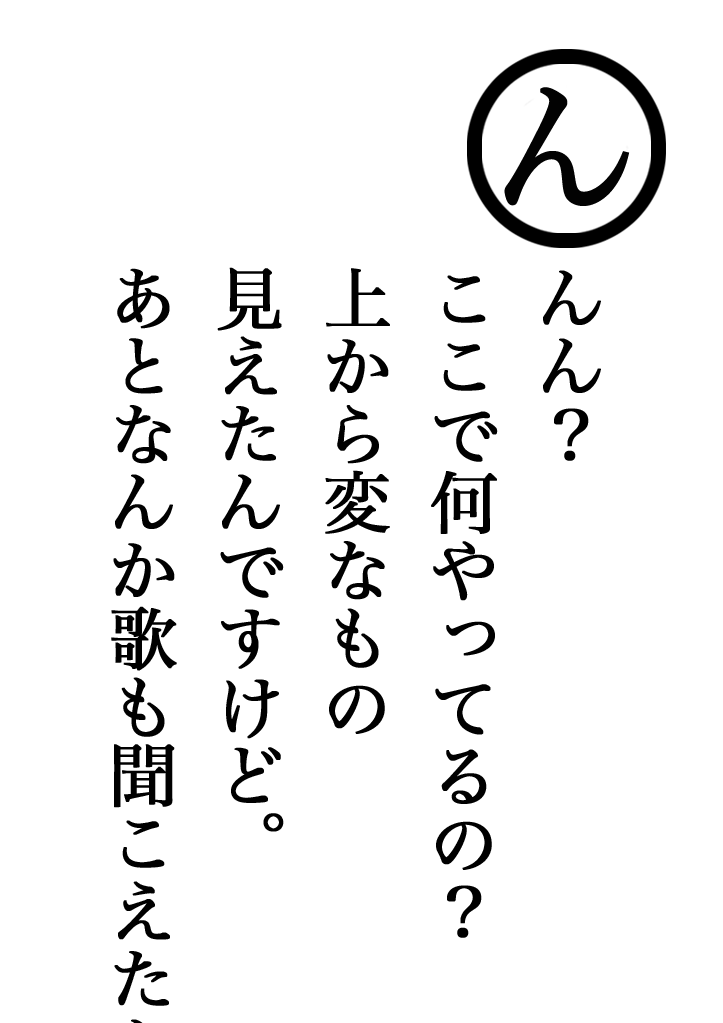 ん
んん？
ここで何やってるの？
上から変なもの
見えたんですけど。
あとなんか歌も聞こえた